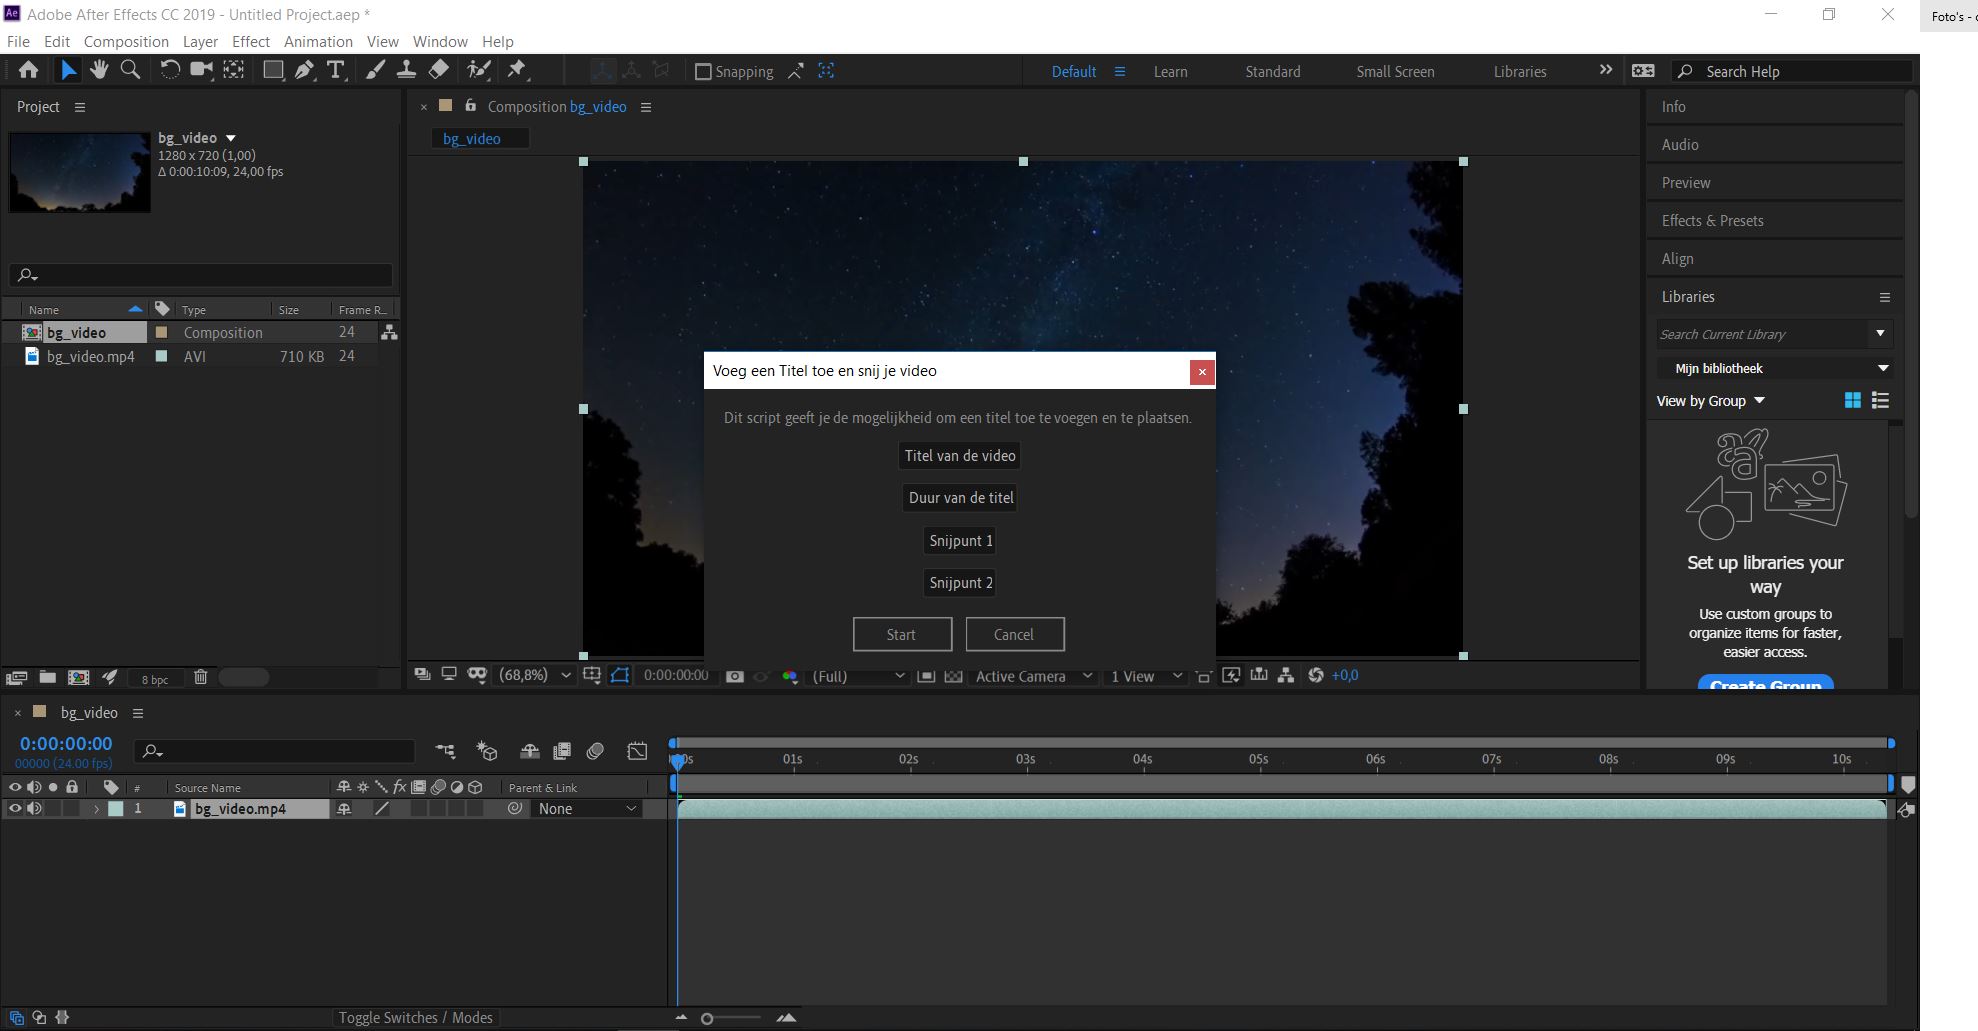 Adobe After Effects CC 2019 - Untitled Project.aep *
Foto's -
File Edit Composition Layer Effect Animation View Window Help
Snapping
Default Learn Standard Small Screen Libraries
Search Help
Project
bg_video
1280 x 720 (1,00)
Δ 0:00:10:09, 24,00 fps
Name Type Size Frame R...
bg_video Composition 24
bg_video.mp4 AVI 710 KB 24
8 bpc
Composition bg_video
bg_video
Voeg een Titel toe en snij je video
Dit script geeft je de mogelijkheid om een titel toe te voegen en te plaatsen.
Titel van de video
Duur van de titel
Snijpunt 1
Snijpunt 2
Start Cancel
(68,8%) 0:00:00:00 (Full) Active Camera 1 View +0,0
Info
Audio
Preview
Effects & Presets
Align
Libraries
Search Current Library
Mijn bibliotheek
View by Group
Set up libraries your
way
Use custom groups to
organize items for faster,
easier access.
Create Group
bg_video
0:00:00:00
00000 (24.00 fps)
01s 02s 03s 04s 05s 06s 07s 08s 09s 10s
# Source Name fx Parent & Link
1 bg_video.mp4 None
Toggle Switches / Modes